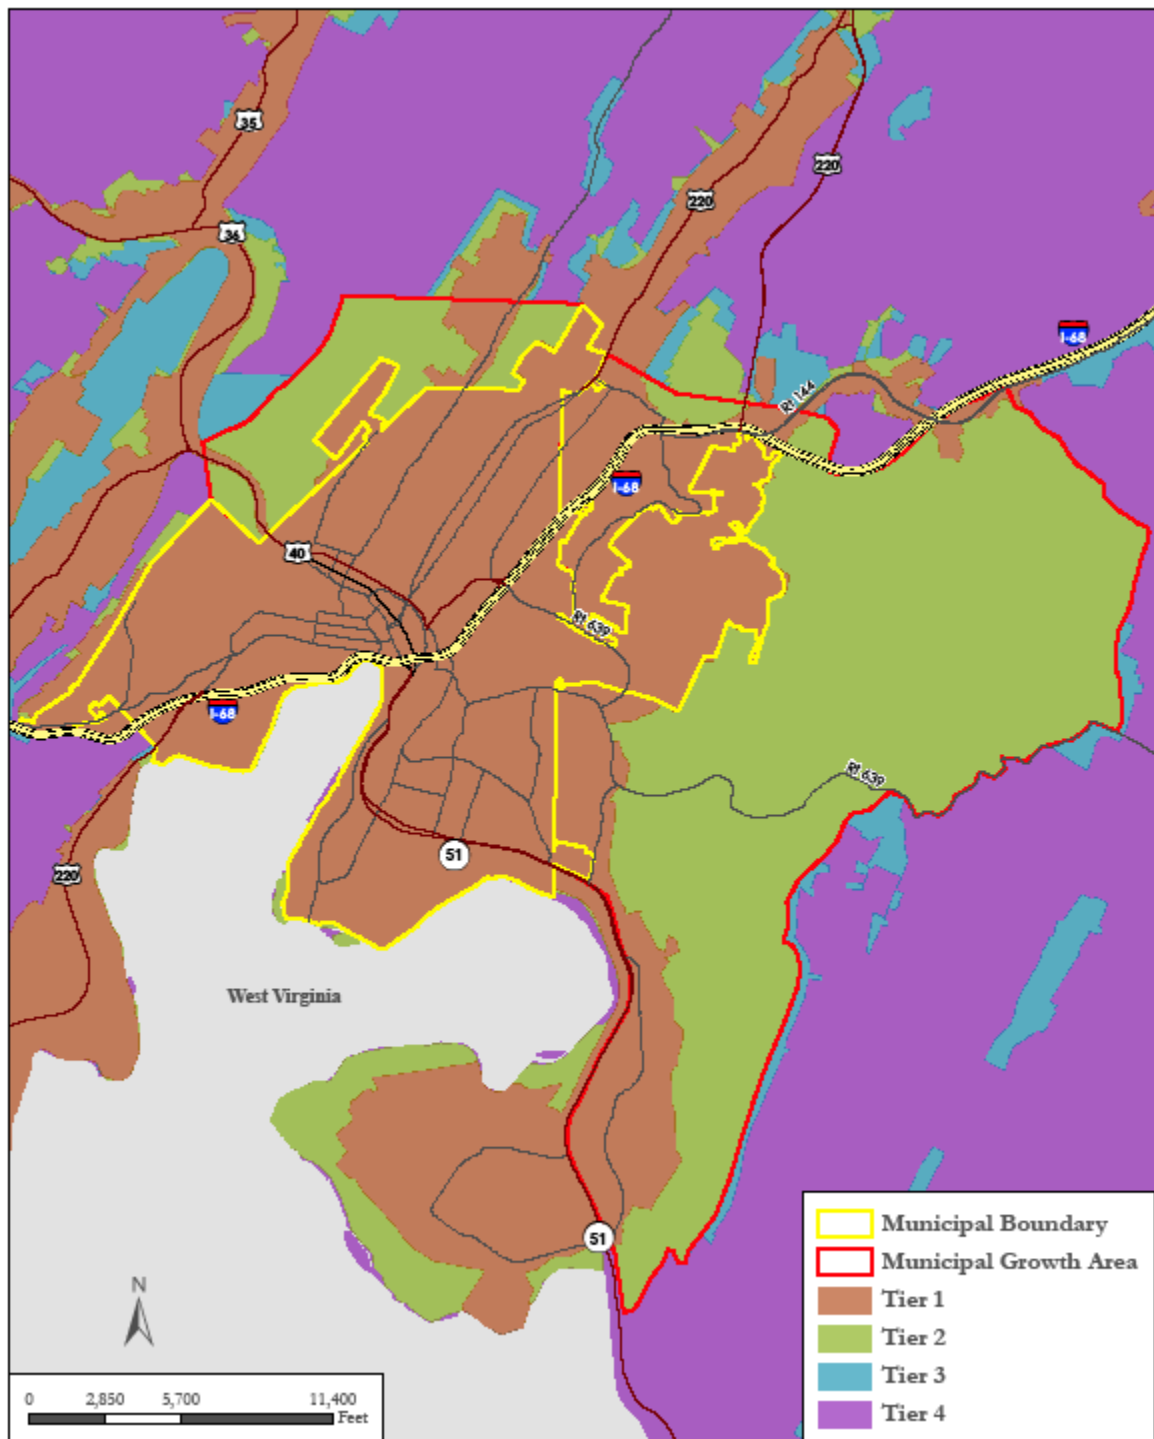 35
220
220
36
I-68
Rt 144
I-68
40
Rt 639
I-68
Rt 639
51
220
West Virginia
51
Municipal Boundary
Municipal Growth Area
Tier 1
Tier 2
Tier 3
Tier 4
N
0 2,850 5,700 11,400
Feet